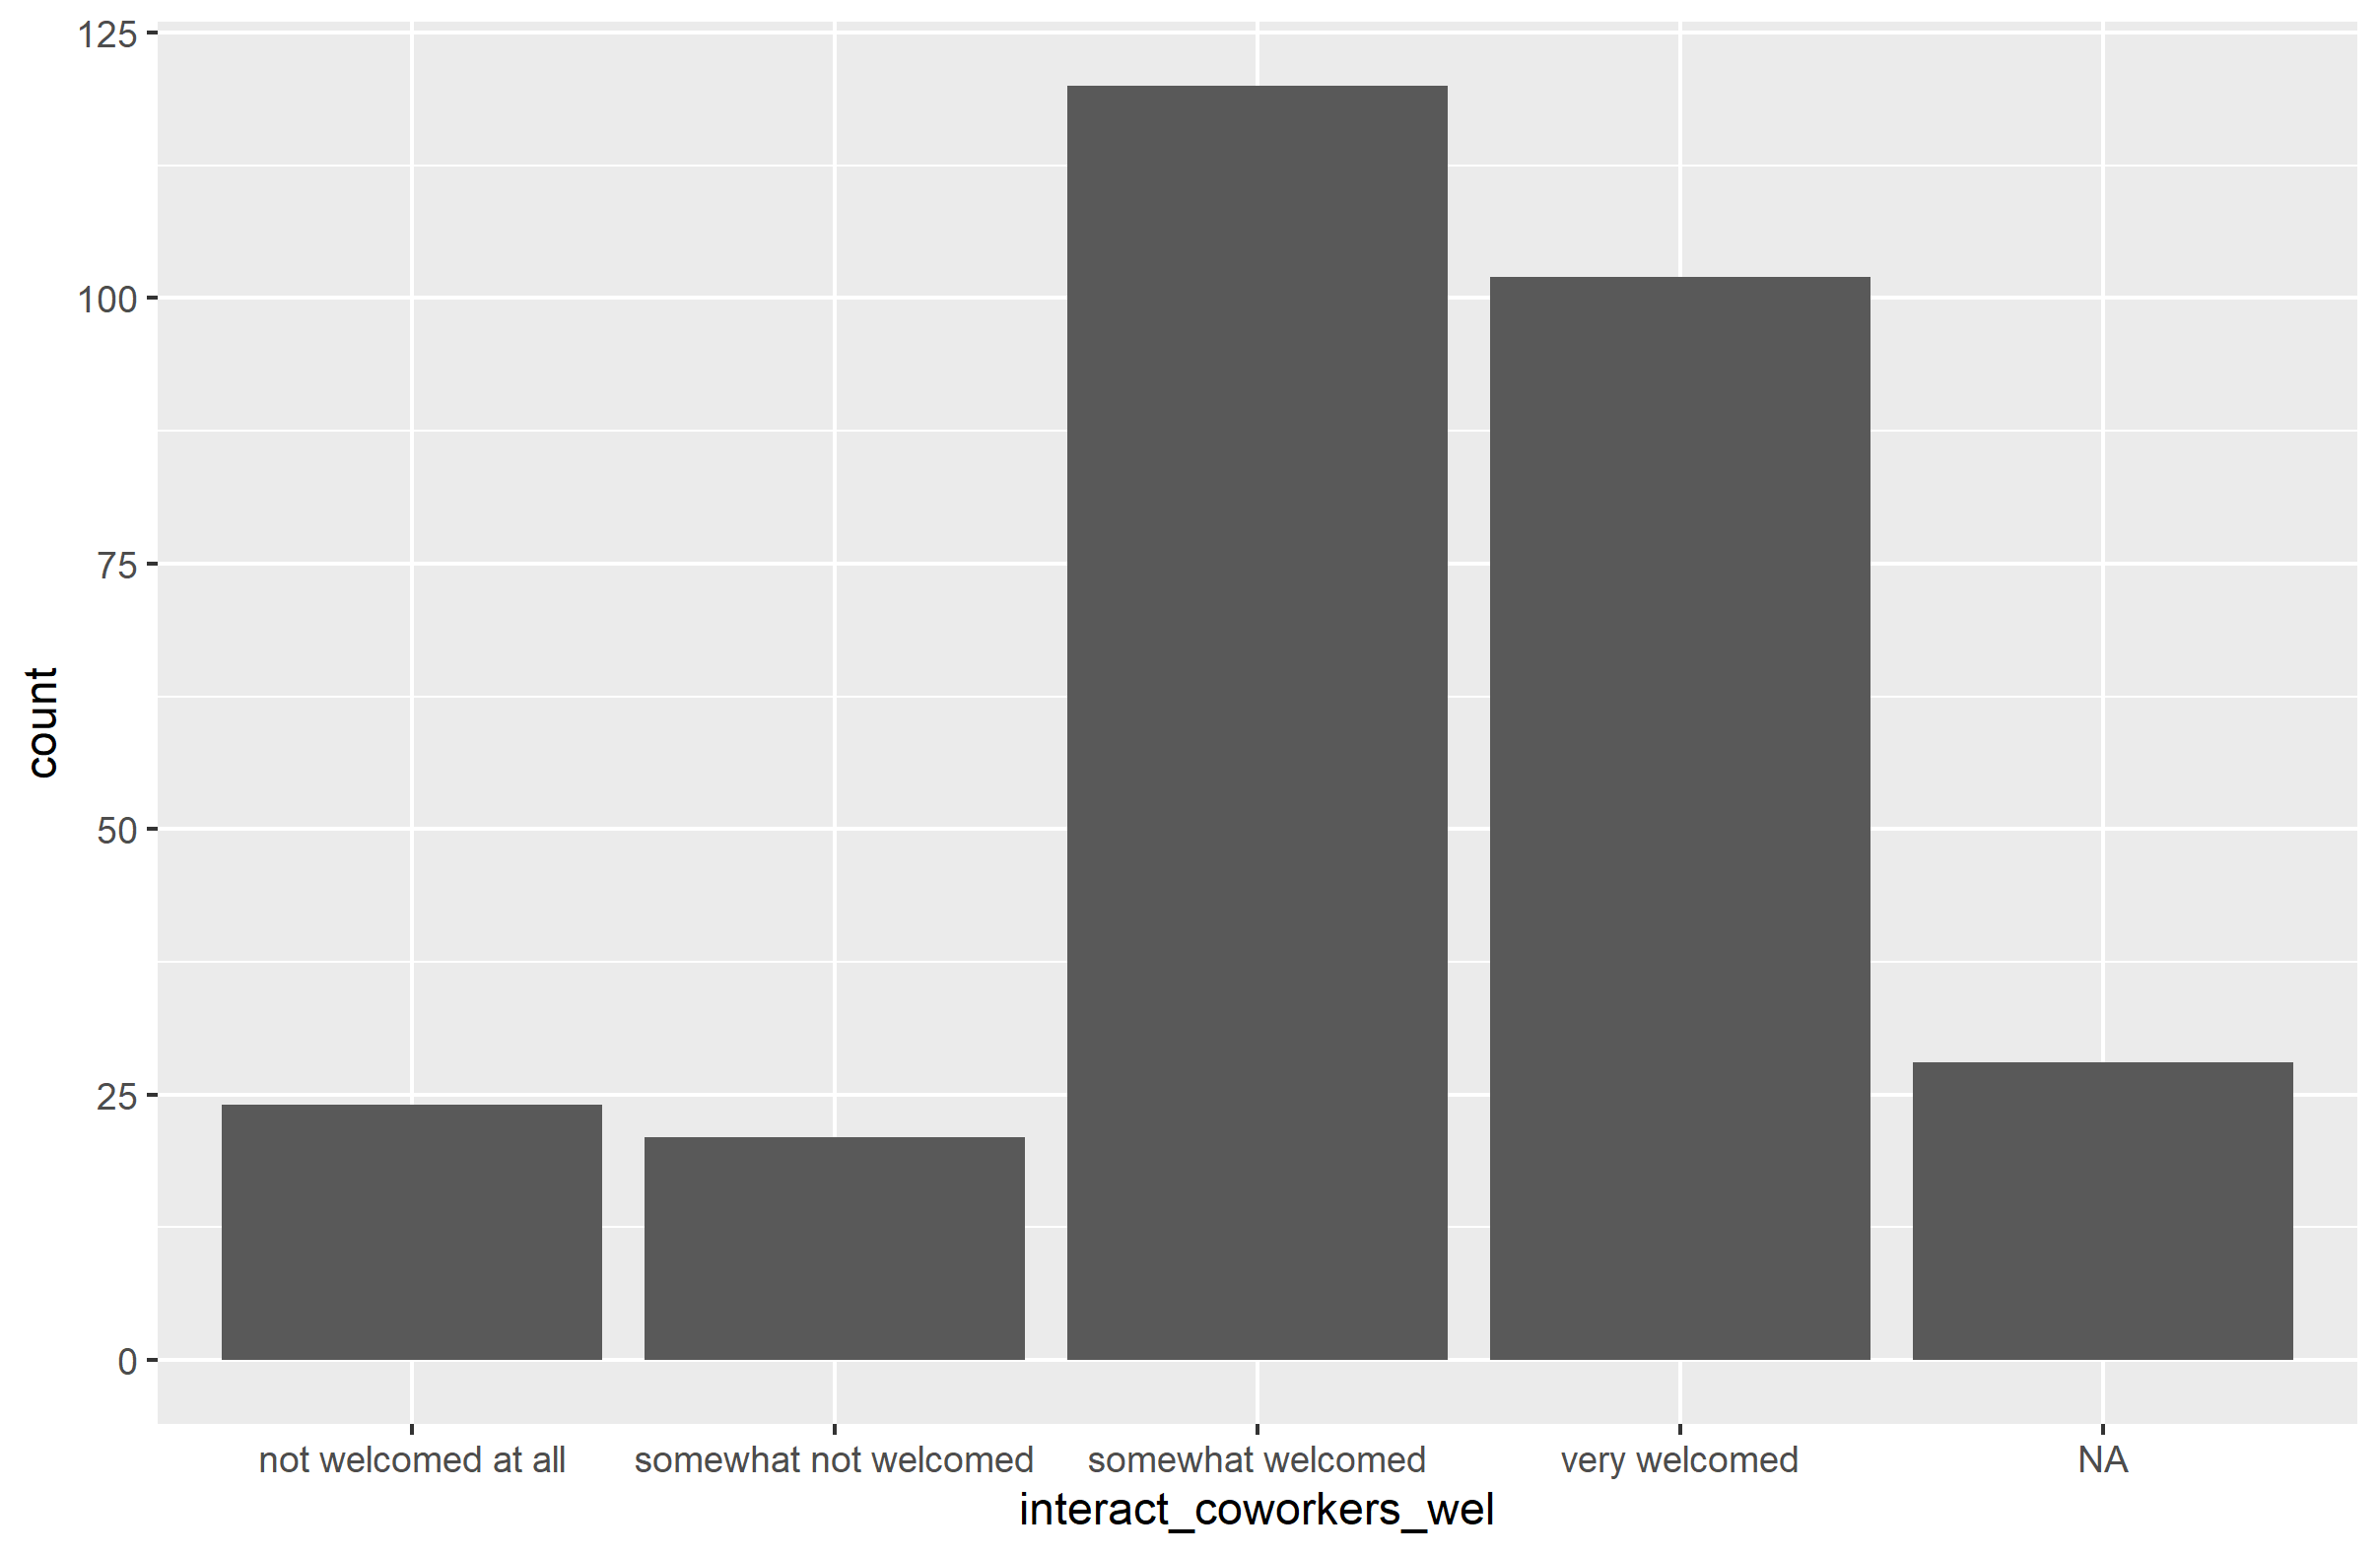 125
100
75
50
25
0
count
not welcomed at all
somewhat not welcomed
somewhat welcomed
very welcomed
NA
interact_coworkers_wel